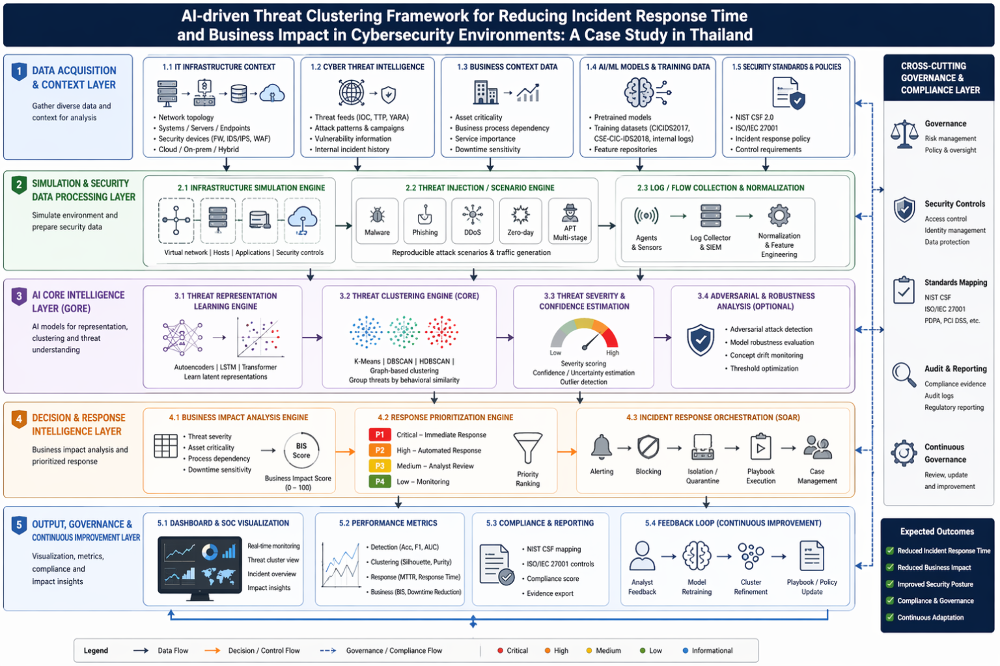 AI-driven Threat Clustering Framework for Reducing Incident Response Time
and Business Impact in Cybersecurity Environments: A Case Study in Thailand
1
DATA ACQUISITION
& CONTEXT LAYER
Gather diverse data and
context for analysis
1.1 IT INFRASTRUCTURE CONTEXT
• Network topology
• Systems / Servers / Endpoints
• Security devices (FW, IDS/IPS, WAF)
• Cloud / On-prem / Hybrid
1.2 CYBER THREAT INTELLIGENCE
• Threat feeds (IOC, TTP, YARA)
• Attack patterns & campaigns
• Vulnerability information
• Internal incident history
1.3 BUSINESS CONTEXT DATA
• Asset criticality
• Business process dependency
• Service importance
• Downtime sensitivity
1.4 AI/ML MODELS & TRAINING DATA
• Pretrained models
• Training datasets (CICIDS2017,
CSE-CIC-IDS2018, internal logs)
• Feature repositories
1.5 SECURITY STANDARDS & POLICIES
• NIST CSF 2.0
• ISO/IEC 27001
• Incident response policy
• Control requirements
2
SIMULATION & SECURITY
DATA PROCESSING LAYER
Simulate environment and
prepare security data
2.1 INFRASTRUCTURE SIMULATION ENGINE
Virtual network | Hosts | Applications | Security controls
2.2 THREAT INJECTION / SCENARIO ENGINE
Malware
Phishing
DDoS
Zero-day
APT
Multi-stage
Reproducible attack scenarios & traffic generation
2.3 LOG / FLOW COLLECTION & NORMALIZATION
Agents
& Sensors
Log Collector
& SIEM
Normalization
& Feature
Engineering
3
AI CORE INTELLIGENCE
LAYER (GORE)
AI models for representation,
clustering and threat
understanding
3.1 THREAT REPRESENTATION
LEARNING ENGINE
Autoencoders | LSTM | Transformer
Learn latent representations
3.2 THREAT CLUSTERING ENGINE (CORE)
K-Means | DBSCAN | HDBSCAN |
Graph-based clustering
Group threats by behavioral similarity
3.3 THREAT SEVERITY &
CONFIDENCE ESTIMATION
Low
High
Severity scoring
Confidence / Uncertainty estimation
Outlier detection
3.4 ADVERSARIAL & ROBUSTNESS
ANALYSIS (OPTIONAL)
• Adversarial attack detection
• Model robustness evaluation
• Concept drift monitoring
• Threshold optimization
4
DECISION & RESPONSE
INTELLIGENCE LAYER
Business impact analysis and
prioritized response
4.1 BUSINESS IMPACT ANALYSIS ENGINE
• Threat severity
• Asset criticality
• Process dependency
• Downtime sensitivity
BIS
Score
Business Impact Score
(0 – 100)
4.2 RESPONSE PRIORITIZATION ENGINE
P1 Critical – Immediate Response
P2 High – Automated Response
P3 Medium – Analyst Review
P4 Low – Monitoring
Priority
Ranking
4.3 INCIDENT RESPONSE ORCHESTRATION (SOAR)
Alerting
Blocking
Isolation /
Quarantine
Playbook
Execution
Case
Management
5
OUTPUT, GOVERNANCE &
CONTINUOUS IMPROVEMENT LAYER
Visualization, metrics,
compliance and
impact insights
5.1 DASHBOARD & SOC VISUALIZATION
Real-time monitoring
Threat cluster view
Incident overview
Impact insights
5.2 PERFORMANCE METRICS
• Detection (Acc, F1, AUC)
• Clustering (Silhouette, Purity)
• Response (MTTR, Response Time)
• Business (BIS, Downtime Reduction)
5.3 COMPLIANCE & REPORTING
• NIST CSF mapping
• ISO/IEC 27001 controls
• Compliance score
• Evidence export
5.4 FEEDBACK LOOP (CONTINUOUS IMPROVEMENT)
Analyst
Feedback
Model
Retraining
Cluster
Refinement
Playbook / Policy
Update
CROSS-CUTTING
GOVERNANCE &
COMPLIANCE LAYER
Governance
Risk management
Policy & oversight
Security Controls
Access control
Identity management
Data protection
Standards Mapping
NIST CSF
ISO/IEC 27001
PDPA, PCI DSS, etc.
Audit & Reporting
Compliance evidence
Audit logs
Regulatory reporting
Continuous
Governance
Review, update
and improvement
Expected Outcomes
Reduced Incident Response Time
Reduced Business Impact
Improved Security Posture
Compliance & Governance
Continuous Adaptation
Legend
Data Flow
Decision / Control Flow
Governance / Compliance Flow
Critical
High
Medium
Low
Informational